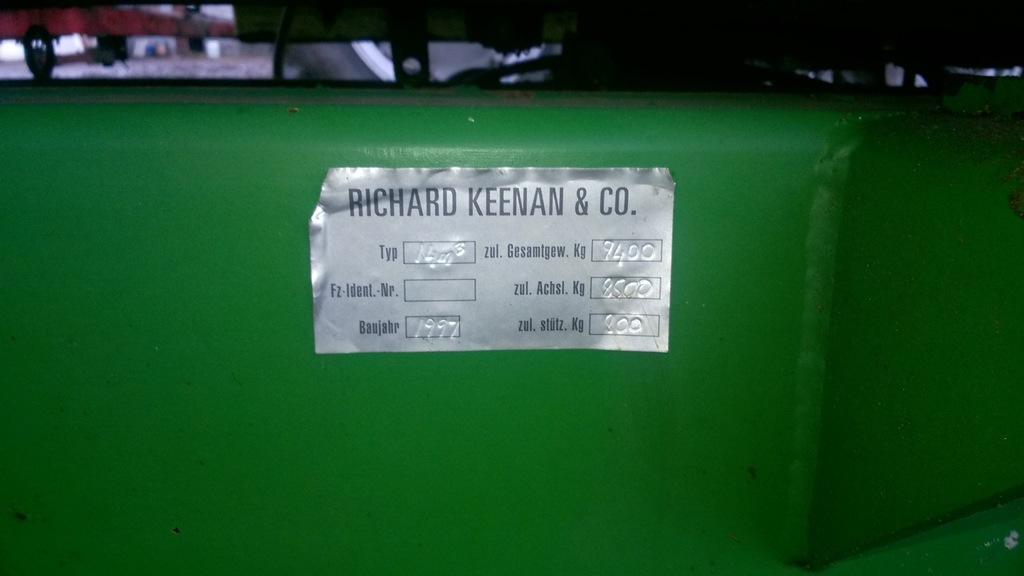 RICHARD KEENAN & CO.
Typ 14m³ zul. Gesamtgew. Kg 9400
Fz-Ident.-Nr. zul. Achsl. Kg 8500
Baujahr 1997 zul. stütz. Kg 900